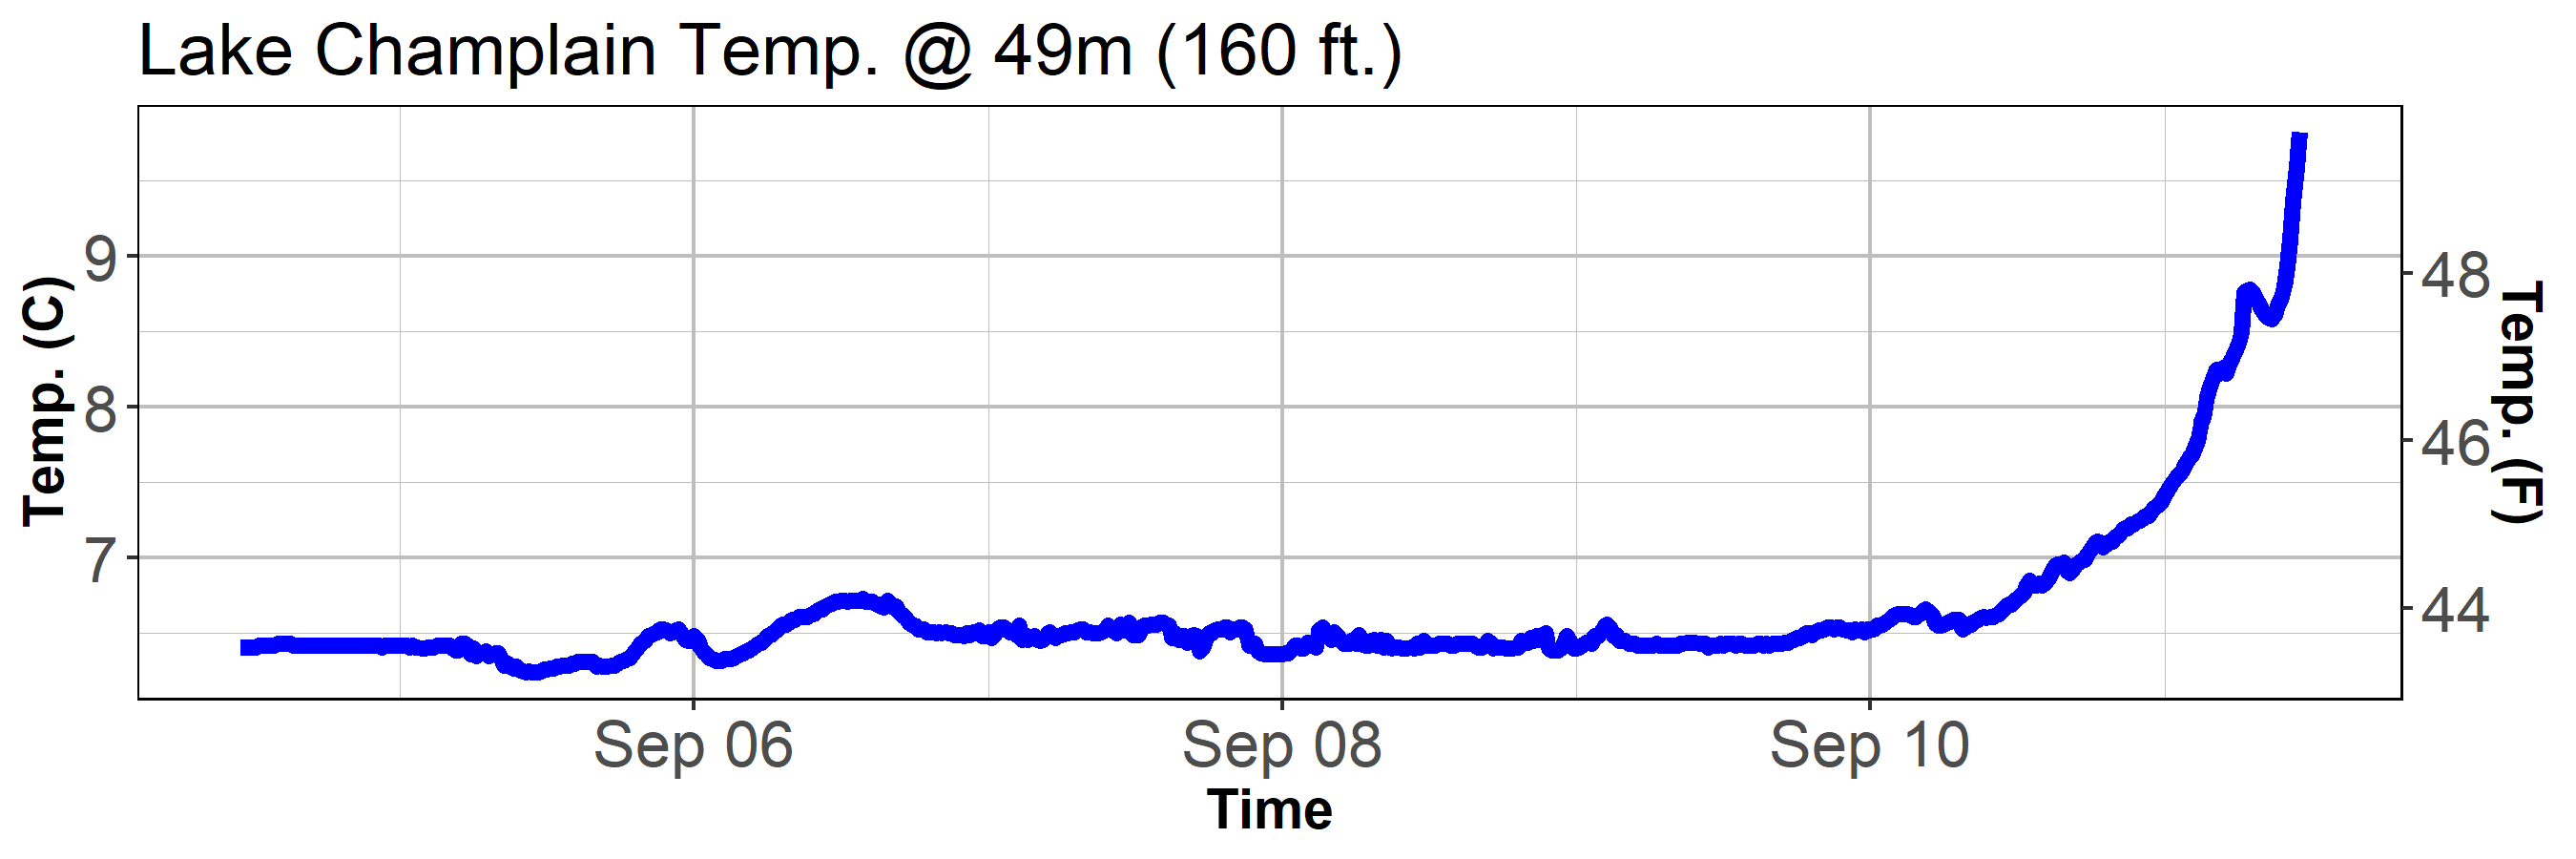 Lake Champlain Temp. @ 49m (160 ft.)
Temp. (C)
9
8
7
48
46
44
Temp. (F)
Sep 06 Sep 08 Sep 10
Time